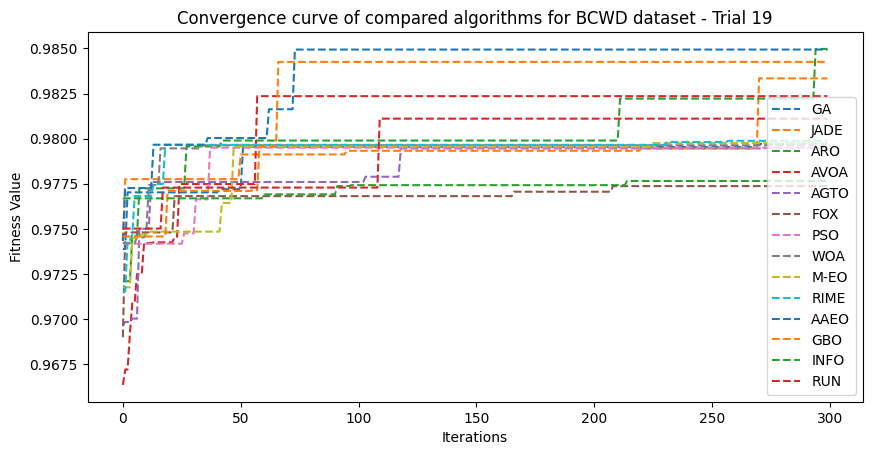 Convergence curve of compared algorithms for BCWD dataset - Trial 19
Fitness Value
0.9850
0.9825
0.9800
0.9775
0.9750
0.9725
0.9700
0.9675
GA
JADE
ARO
AVOA
AGTO
FOX
PSO
WOA
M-EO
RIME
AAEO
GBO
INFO
RUN
0 50 100 150 200 250 300
Iterations